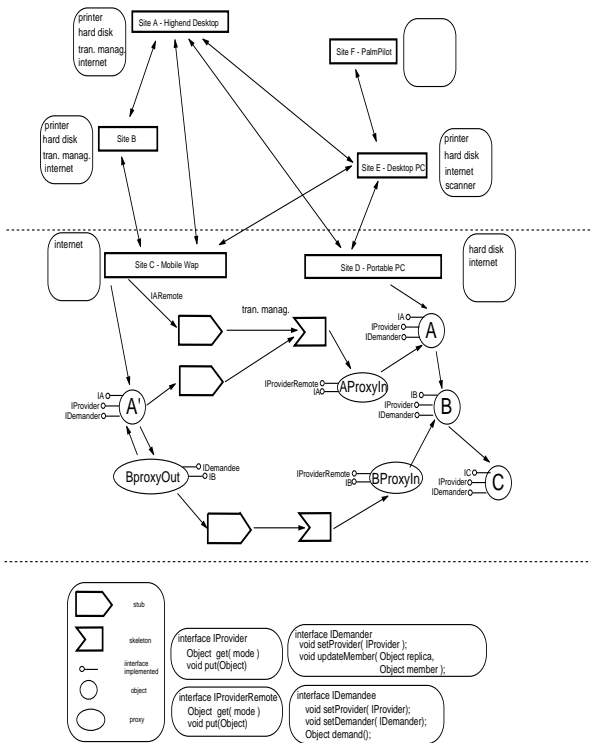 printer
hard disk
tran. manag.
internet
Site A - Highend Desktop
Site F - PalmPilot
printer
hard disk
tran. manag.
internet
Site B
Site E - Desktop PC
printer
hard disk
internet
scanner
internet
Site C - Mobile Wap
Site D - Portable PC
hard disk
internet
IARemote
tran. manag.
IA
IProvider
IDemander
A
IProviderRemote
IA
AProxyIn
IA
IProvider
IDemander
A'
IB
IProvider
IDemander
B
BproxyOut
IDemandee
IB
IProviderRemote
IB
BProxyIn
IC
IProvider
IDemander
C
stub
skeleton
interface
implemented
object
proxy
interface IProvider
Object get( mode )
void put(Object)
interface IDemander
void setProvider( IProvider );
void updateMember( Object replica,
Object member );
interface IProviderRemote
Object get( mode )
void put(Object)
interface IDemandee
void setProvider( IProvider);
void setDemander( IDemander);
Object demand();